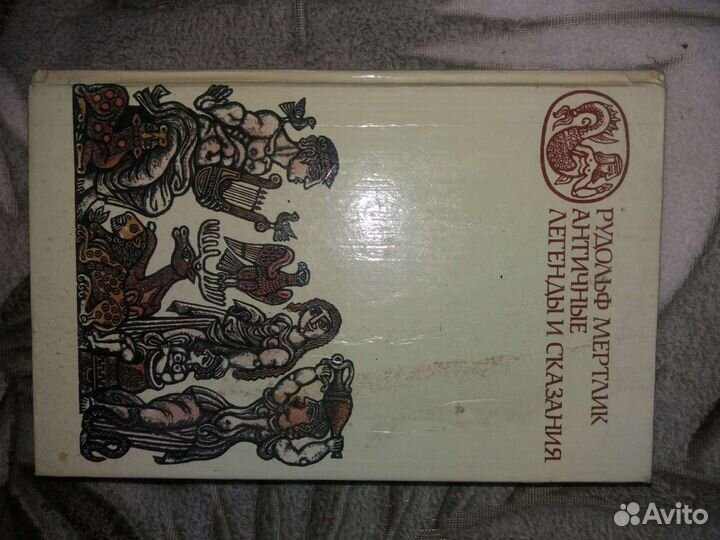 РУДОЛЬФ МЕРТЛИК
АНТИЧНЫЕ
ЛЕГЕНДЫ И СКАЗАНИЯ
Avito